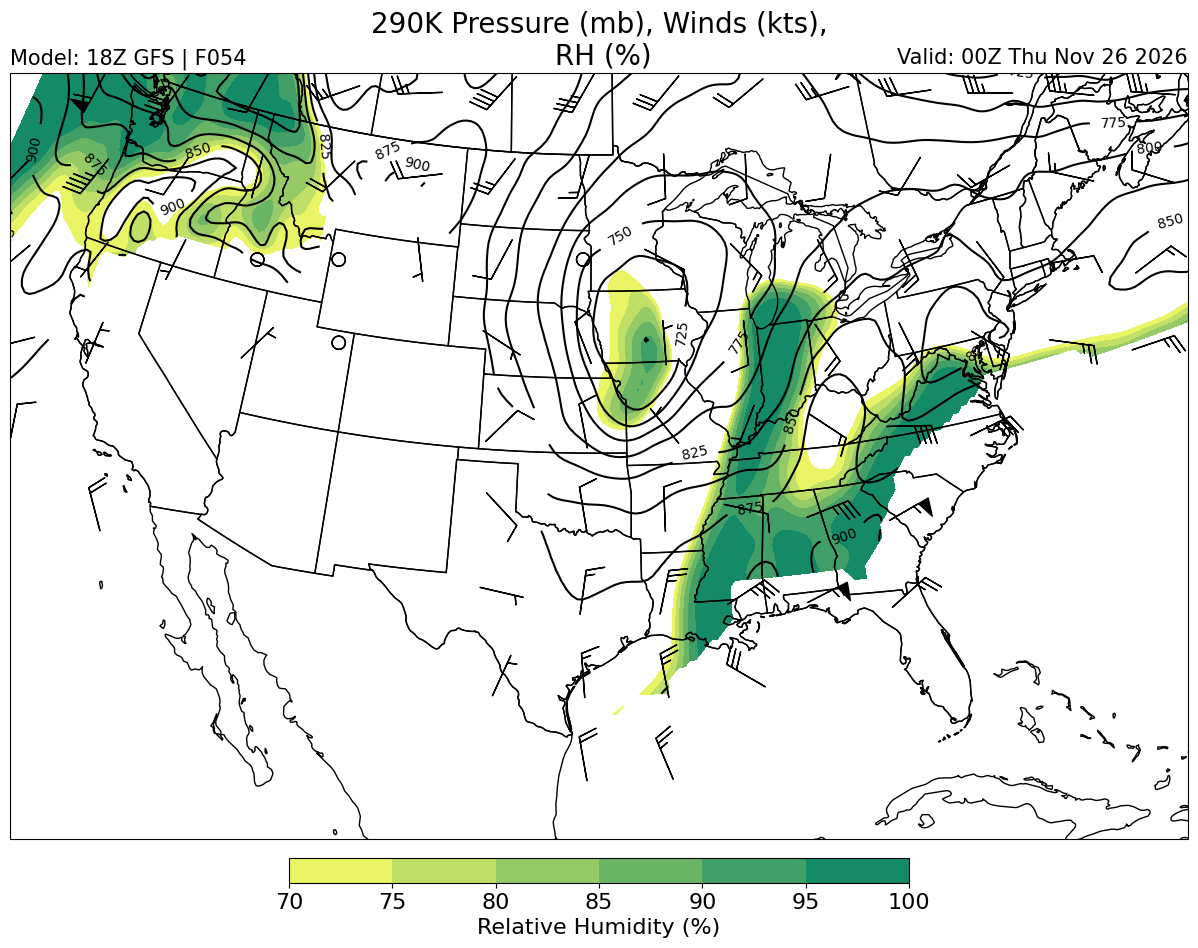 290K Pressure (mb), Winds (kts),
RH (%)
Model: 18Z GFS | F054
Valid: 00Z Thu Nov 26 2026
775
800
850
900
875
850
825
875
900
900
750
725
825
850
875
900
70 75 80 85 90 95 100
Relative Humidity (%)